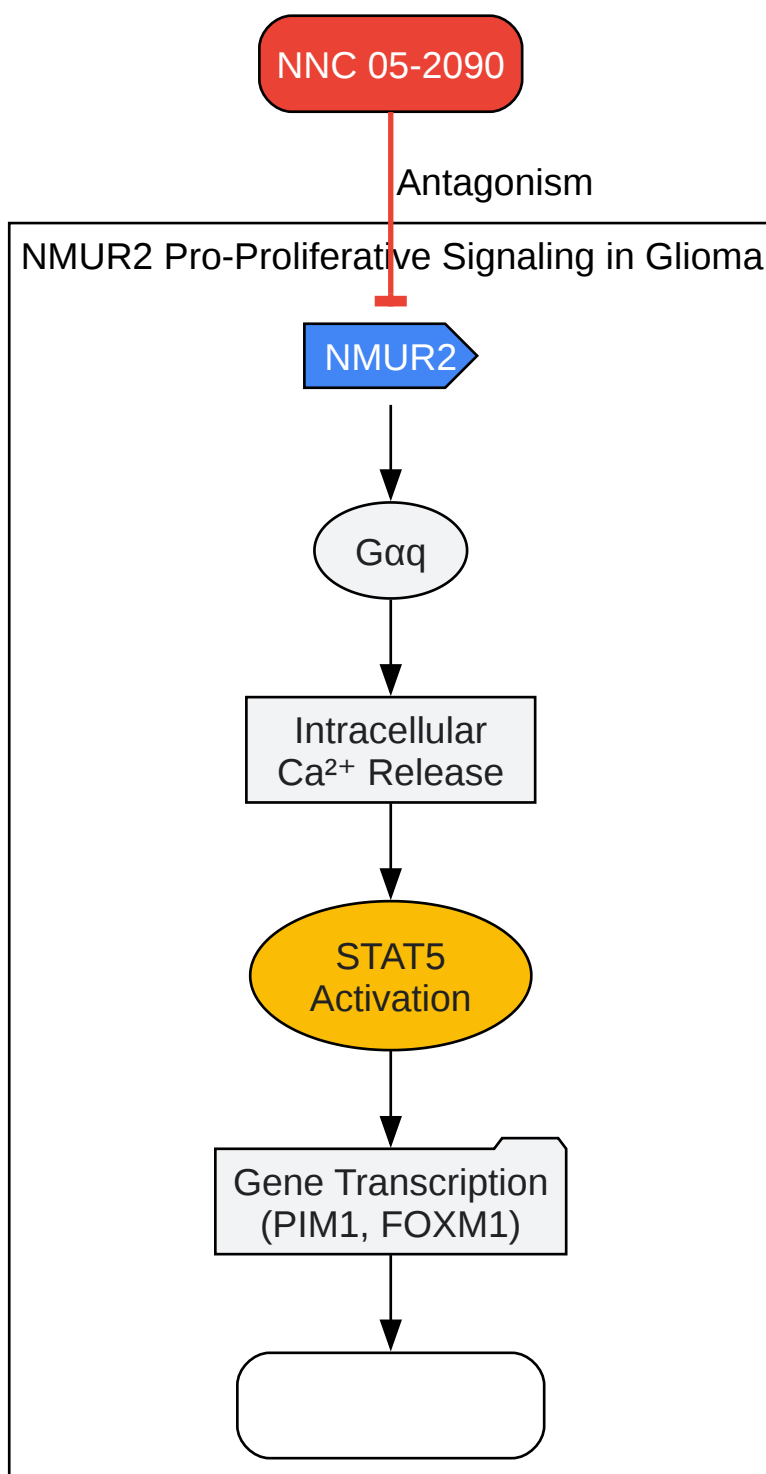 NNC 05-2090
Antagonism
NMUR2 Pro-Proliferative Signaling in Glioma
NMUR2
Gαq
Intracellular
Ca²⁺ Release
STAT5
Activation
Gene Transcription
(PIM1, FOXM1)